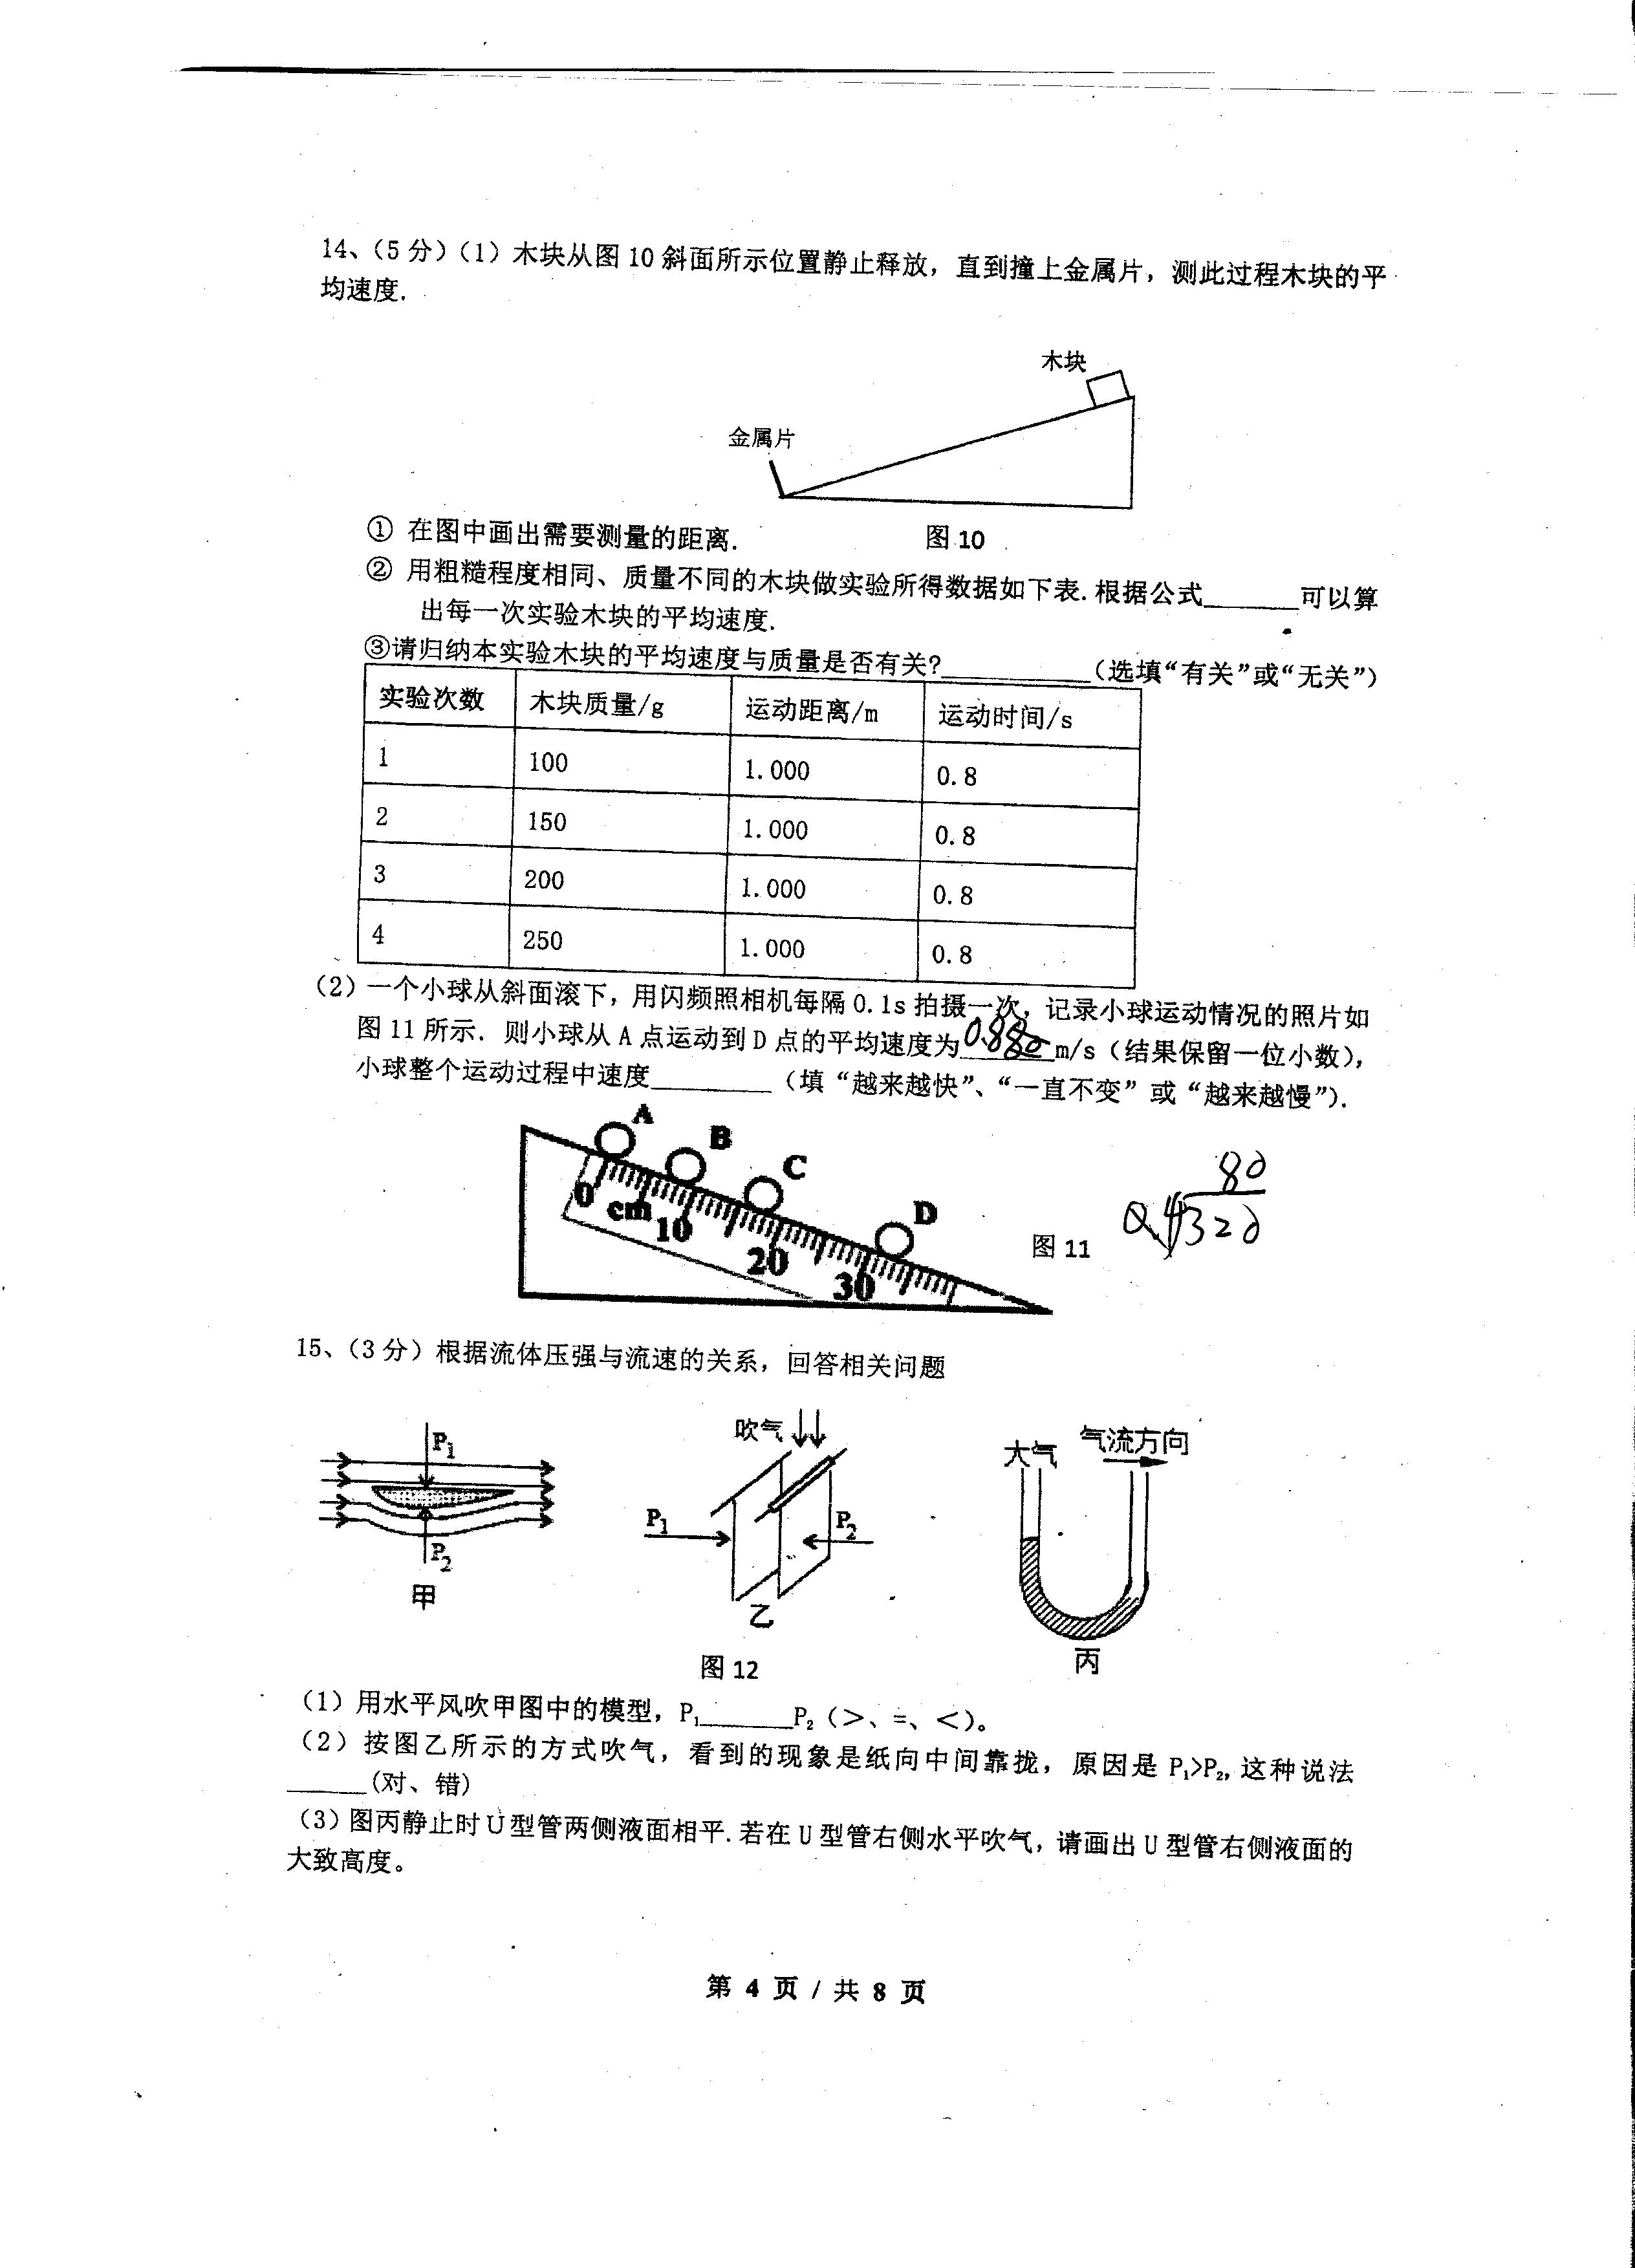 14、(5分)(1) 木块从图 10 斜面所示位置静止释放，直到撞上金属片，测此过程木块的平
均速度.
木块
金属片
① 在图中画出需要测量的距离.
图 10
② 用粗糙程度相同、质量不同的木块做实验所得数据如下表. 根据公式_______可以算
出每一次实验木块的平均速度.
③请归纳本实验木块的平均速度与质量是否有关?___________(选填“有关”或“无关”)
实验次数 木块质量/g 运动距离/m 运动时间/s
1 100 1.000 0.8
2 150 1.000 0.8
3 200 1.000 0.8
4 250 1.000 0.8
(2) 一个小球从斜面滚下，用闪频照相机每隔 0.1s 拍摄一次，记录小球运动情况的照片如
图 11 所示. 则小球从 A 点运动到 D 点的平均速度为_______m/s (结果保留一位小数)，
小球整个运动过程中速度_________ (填“越来越快”、“一直不变”或“越来越慢”).
A
B
C
D
0 cm 10 20 30
图 11
80
320
15、(3分) 根据流体压强与流速的关系，回答相关问题
P₁
P₂
甲
吹气
P₁
P₂
乙
大气
气流方向
丙
图 12
(1) 用水平风吹甲图中的模型，P₁_______P₂ (>、=、<)。
(2) 按图乙所示的方式吹气，看到的现象是纸向中间靠拢，原因是 P₁>P₂, 这种说法
______(对、错)
(3) 图丙静止时 U 型管两侧液面相平. 若在 U 型管右侧水平吹气，请画出 U 型管右侧液面的
大致高度。
第 4 页 / 共 8 页